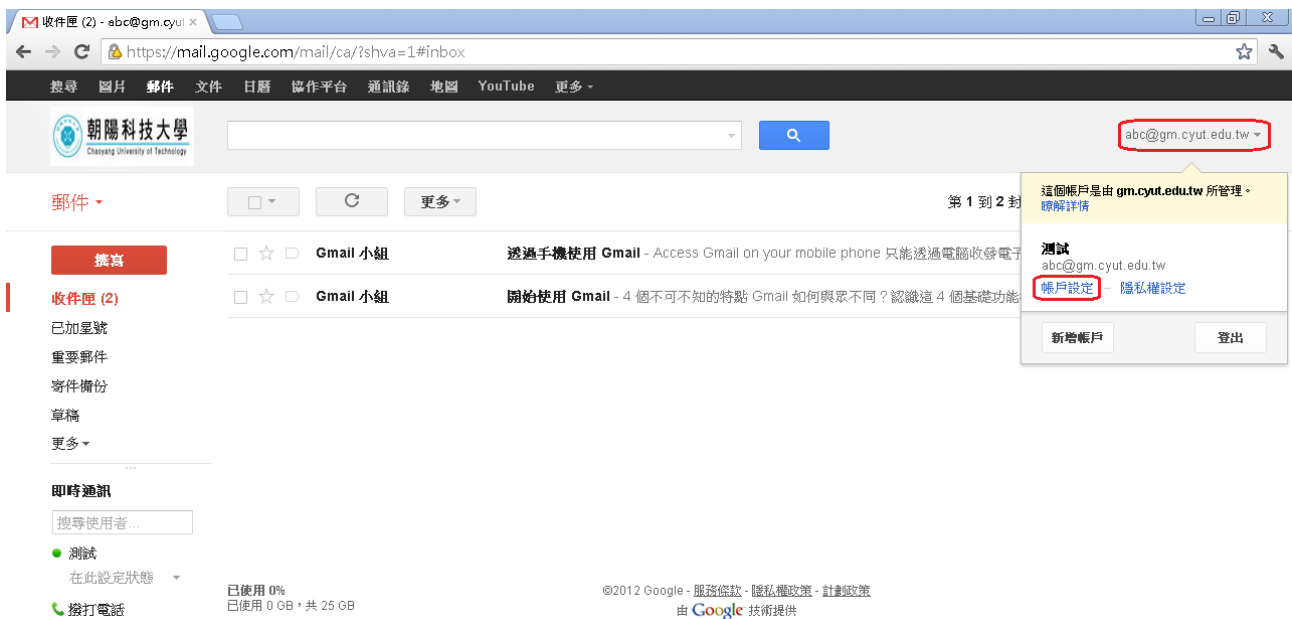 收件匣 (2) - abc@gm.cyut
https://mail.google.com/mail/ca/?shva=1#inbox
搜尋 圖片 郵件 文件 日曆 協作平台 通訊錄 地圖 YouTube 更多
朝陽科技大學
Chaoyang University of Technology
abc@gm.cyut.edu.tw
郵件
更多
第 1 到 2 封
這個帳戶是由 gm.cyut.edu.tw 所管理。
瞭解詳情
測試
abc@gm.cyut.edu.tw
帳戶設定 – 隱私權設定
新增帳戶 登出
撰寫
Gmail 小組 透過手機使用 Gmail - Access Gmail on your mobile phone 只能透過電腦收發電子
收件匣 (2)
Gmail 小組 開始使用 Gmail - 4 個不可不知的特點 Gmail 如何與眾不同？認識這 4 個基礎功能
已加星號
重要郵件
寄件備份
草稿
更多
即時通訊
搜尋使用者...
測試
在此設定狀態
撥打電話
已使用 0%
已使用 0 GB，共 25 GB
©2012 Google - 服務條款 - 隱私權政策 - 計劃政策
由 Google 技術提供